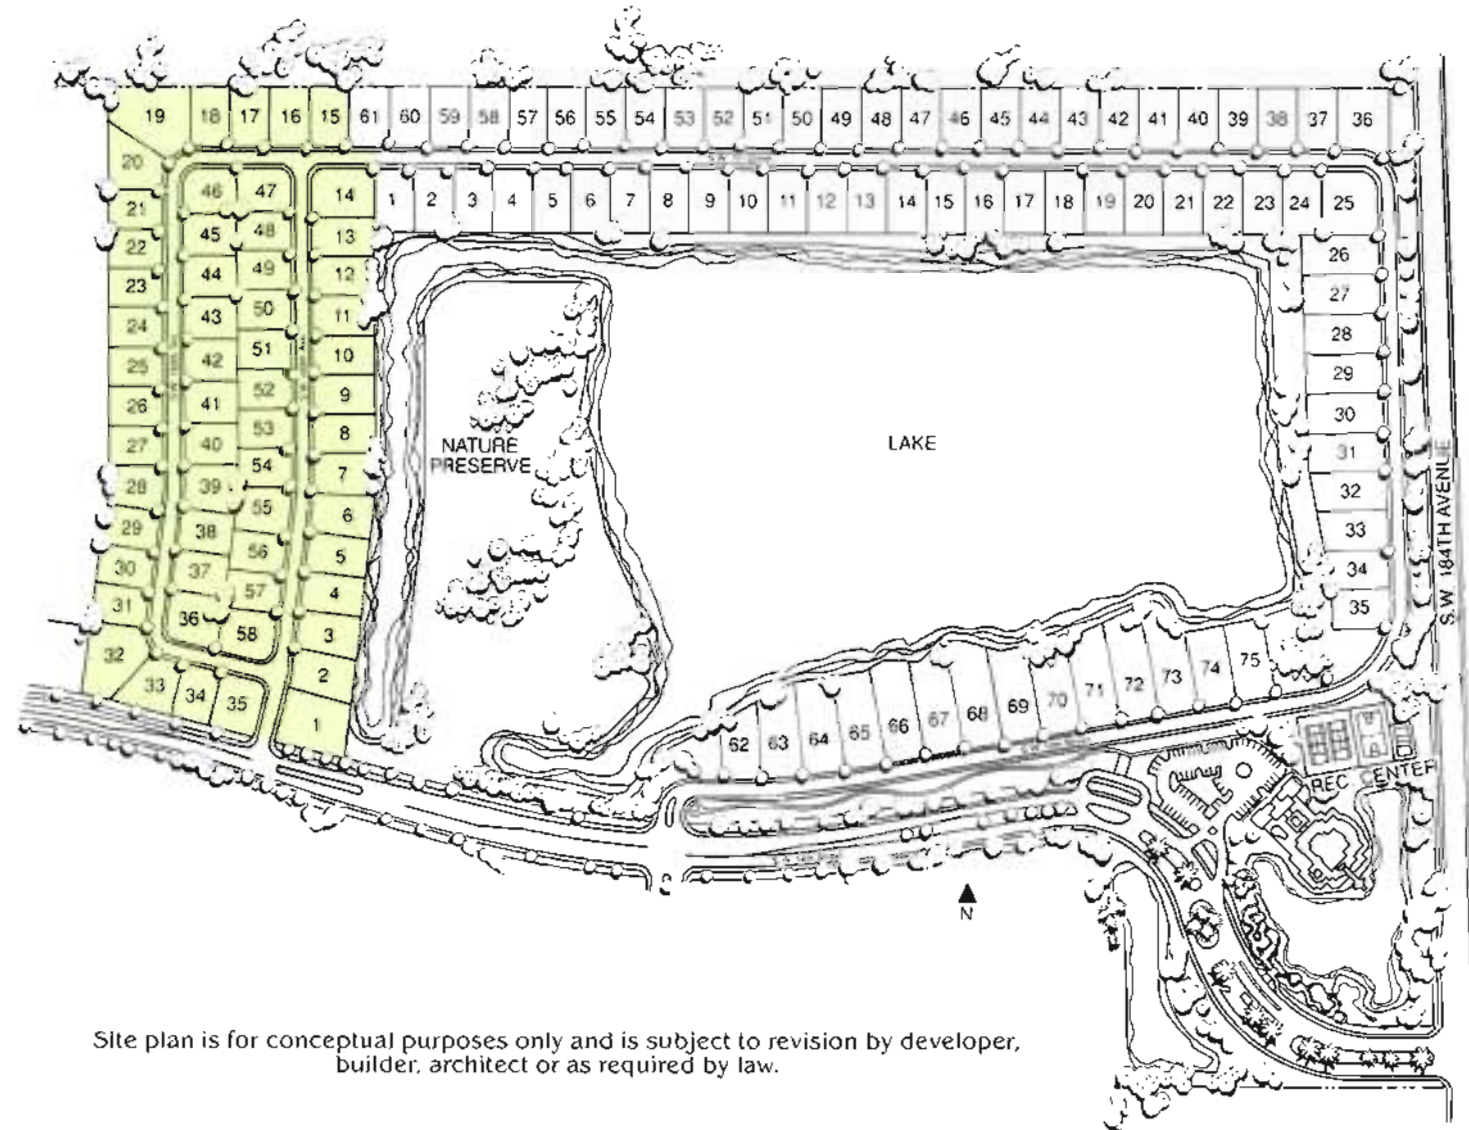 19 18 17 16 15 61 60 59 58 57 56 55 54 53 52 51 50 49 48 47 46 45 44 43 42 41 40 39 38 37 36
20 46 47 14 1 2 3 4 5 6 7 8 9 10 11 12 13 14 15 16 17 18 19 20 21 22 23 24 25
21 45 48 13 26
22 44 49 12 27
23 43 50 11 28
24 42 51 10 29
25 41 52 9 30
26 40 53 8 31
27 39 54 7 32
28 38 55 6 33
29 37 56 5 34
30 36 57 4 35
31 58 3
32 33 34 35 2
1
NATURE
PRESERVE
LAKE
S.W. 184TH AVENUE
62 63 64 65 66 67 68 69 70 71 72 73 74 75
REC CENTER
N
Site plan is for conceptual purposes only and is subject to revision by developer,
builder, architect or as required by law.